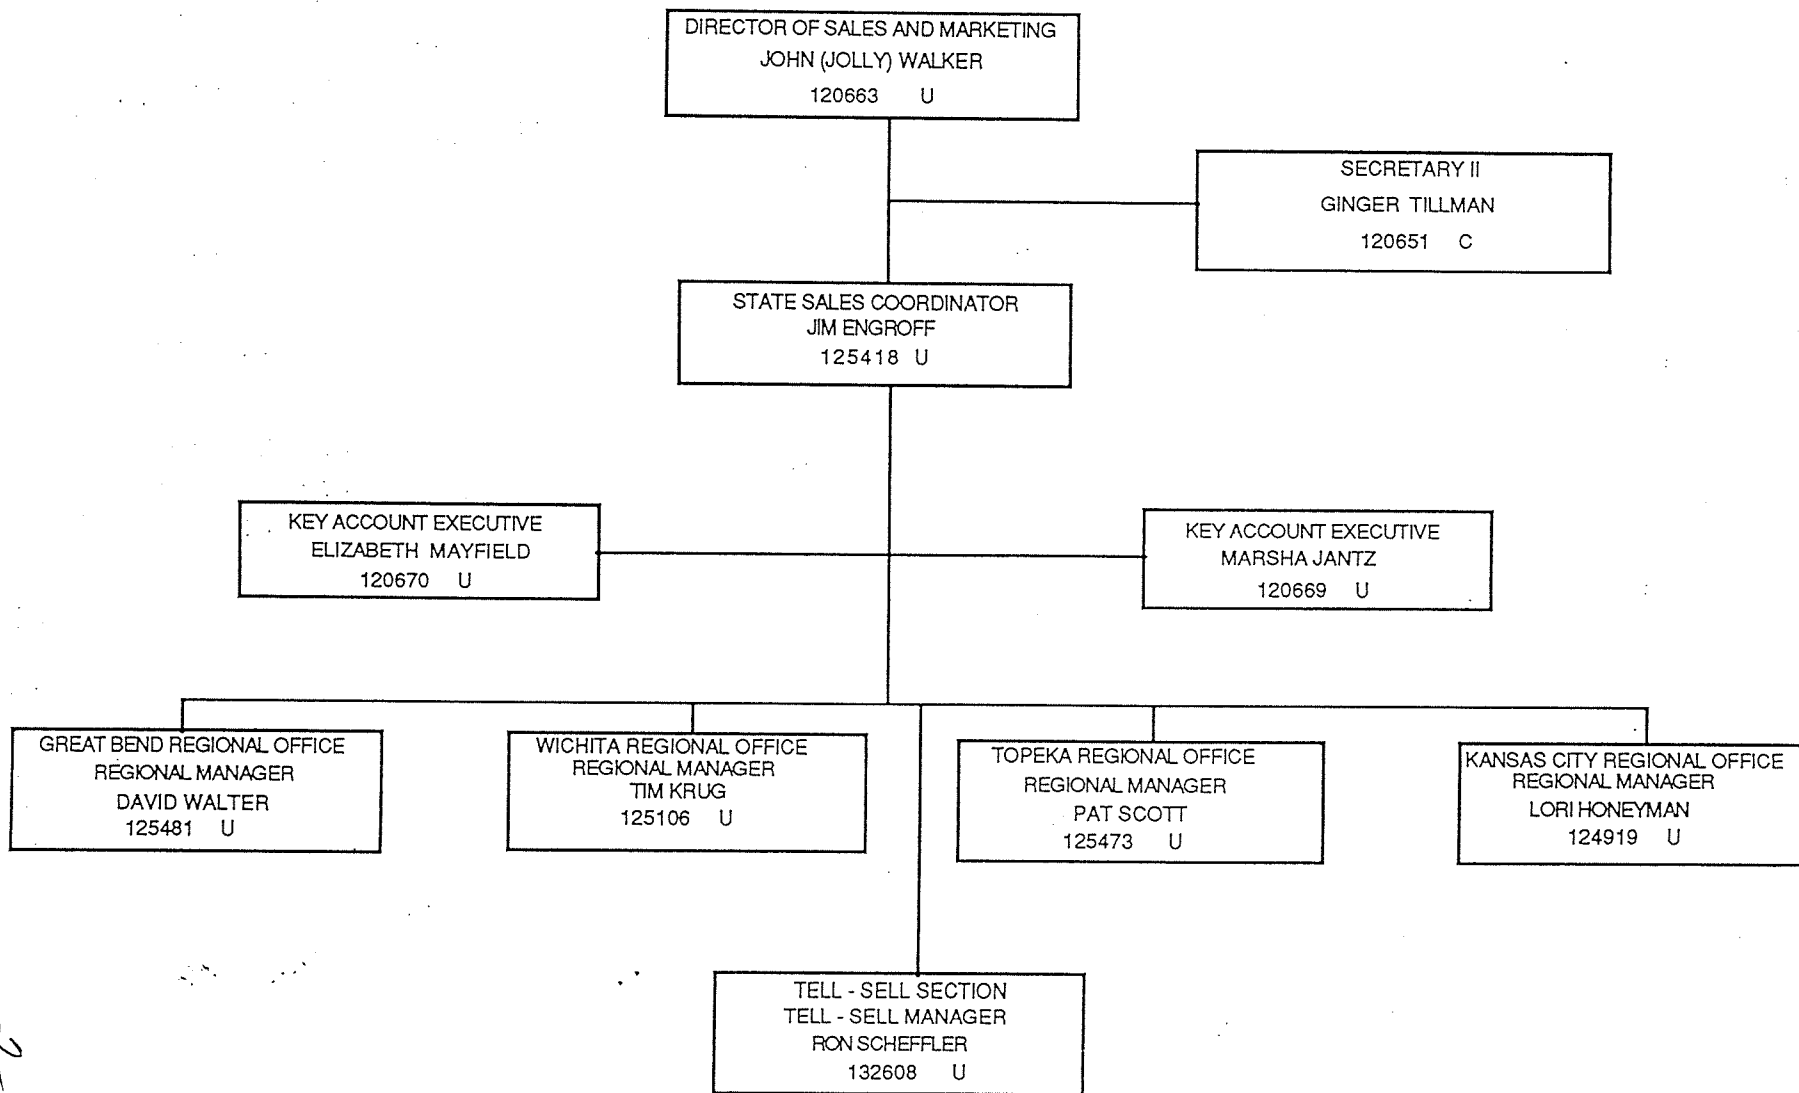 DIRECTOR OF SALES AND MARKETING
JOHN (JOLLY) WALKER
120663 U
SECRETARY II
GINGER TILLMAN
120651 C
STATE SALES COORDINATOR
JIM ENGROFF
125418 U
KEY ACCOUNT EXECUTIVE
ELIZABETH MAYFIELD
120670 U
KEY ACCOUNT EXECUTIVE
MARSHA JANTZ
120669 U
GREAT BEND REGIONAL OFFICE
REGIONAL MANAGER
DAVID WALTER
125481 U
WICHITA REGIONAL OFFICE
REGIONAL MANAGER
TIM KRUG
125106 U
TOPEKA REGIONAL OFFICE
REGIONAL MANAGER
PAT SCOTT
125473 U
KANSAS CITY REGIONAL OFFICE
REGIONAL MANAGER
LORI HONEYMAN
124919 U
TELL - SELL SECTION
TELL - SELL MANAGER
RON SCHEFFLER
132608 U